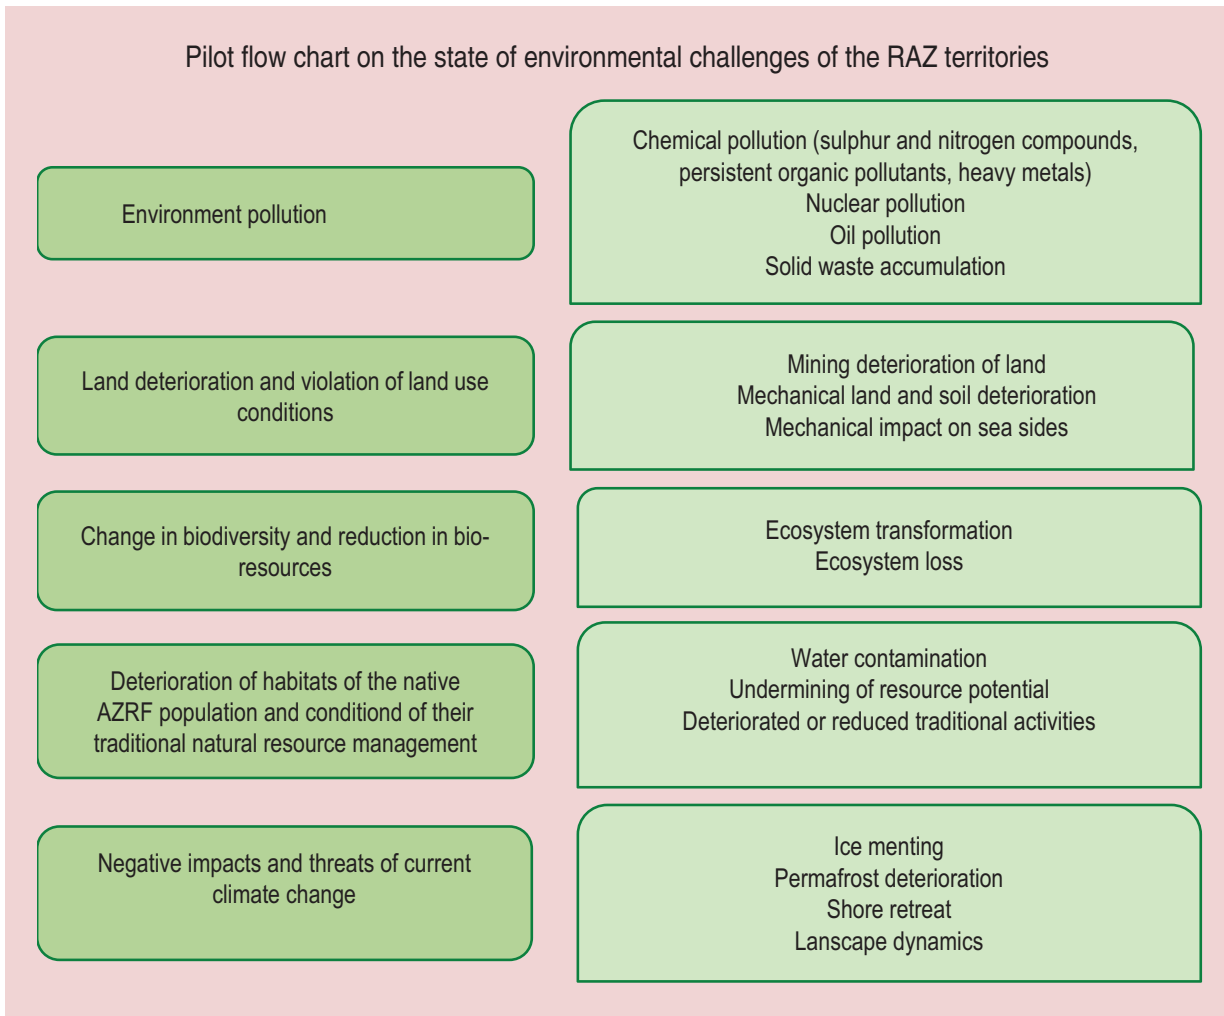 Pilot flow chart on the state of environmental challenges of the RAZ territories
Environment pollution
Chemical pollution (sulphur and nitrogen compounds,
persistent organic pollutants, heavy metals)
Nuclear pollution
Oil pollution
Solid waste accumulation
Land deterioration and violation of land use
conditions
Mining deterioration of land
Mechanical land and soil deterioration
Mechanical impact on sea sides
Change in biodiversity and reduction in bio-
resources
Ecosystem transformation
Ecosystem loss
Deterioration of habitats of the native
AZRF population and conditiond of their
traditional natural resource management
Water contamination
Undermining of resource potential
Deteriorated or reduced traditional activities
Negative impacts and threats of current
climate change
Ice menting
Permafrost deterioration
Shore retreat
Lanscape dynamics